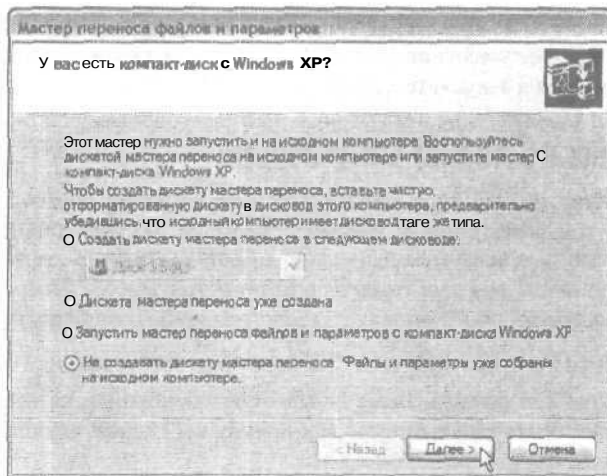 Мастер переноса файлов и параметров
У вас есть компакт-диск с Windows XP?
Этот мастер нужно запустить и на исходном компьютере. Воспользуйтесь
дискетой мастера переноса на исходном компьютере или запустите мастер С
компакт-диска Windows XP.
Чтобы создать дискету мастера переноса, вставьте чистую,
отформатированную дискету в дисковод этого компьютера, предварительно
убедившись, что исходный компьютер имеет дисковод таге же типа.
О Создать дискету мастера переноса в следующем дисководе:
О Дискета мастера переноса уже создана
О Запустить мастер переноса файлов и параметров с компакт-диска Windows XP
Не создавать дискету мастера переноса. Файлы и параметры уже собраны
на исходном компьютере.
< Назад Далее > Отмена